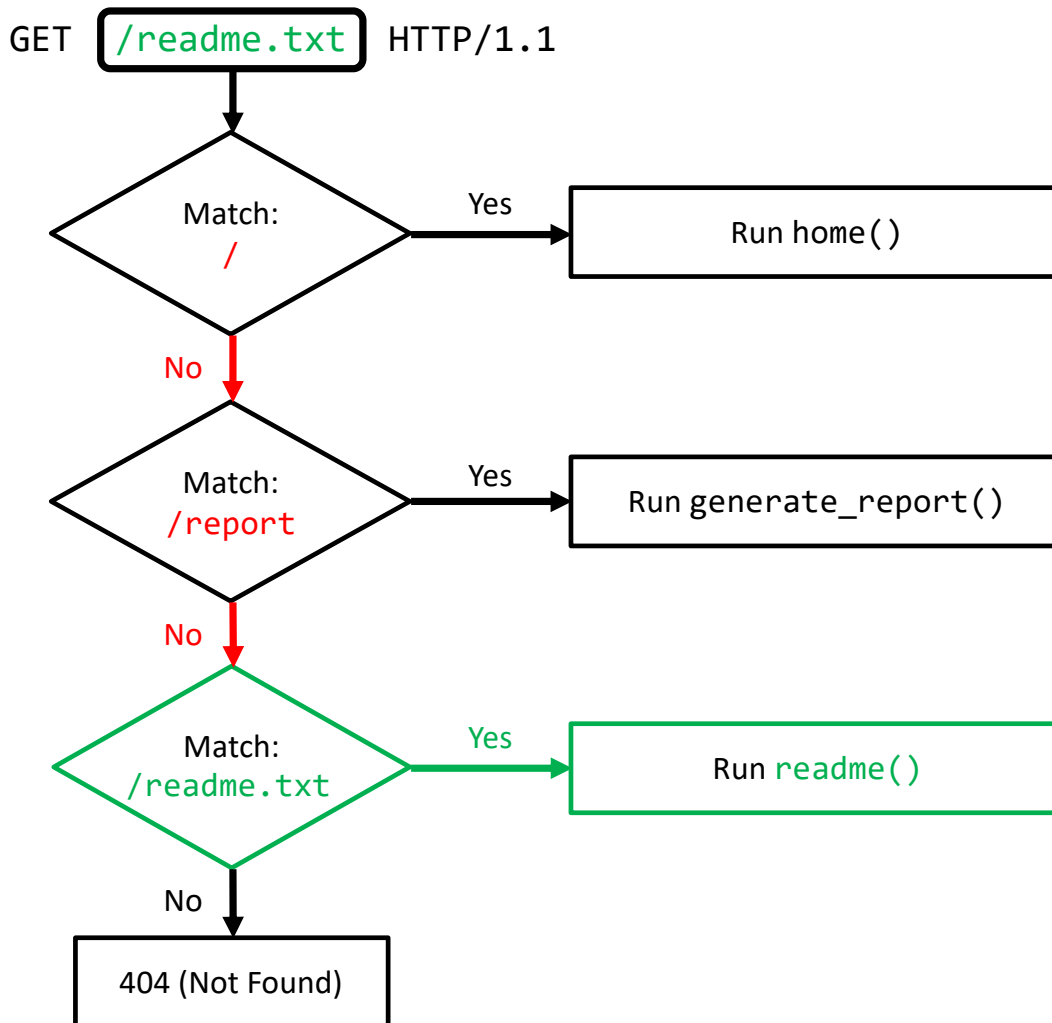 GET /readme.txt HTTP/1.1
Match:
/
Yes
Run home()
No
Match:
/report
Yes
Run generate_report()
No
Match:
/readme.txt
Yes
Run readme()
No
404 (Not Found)